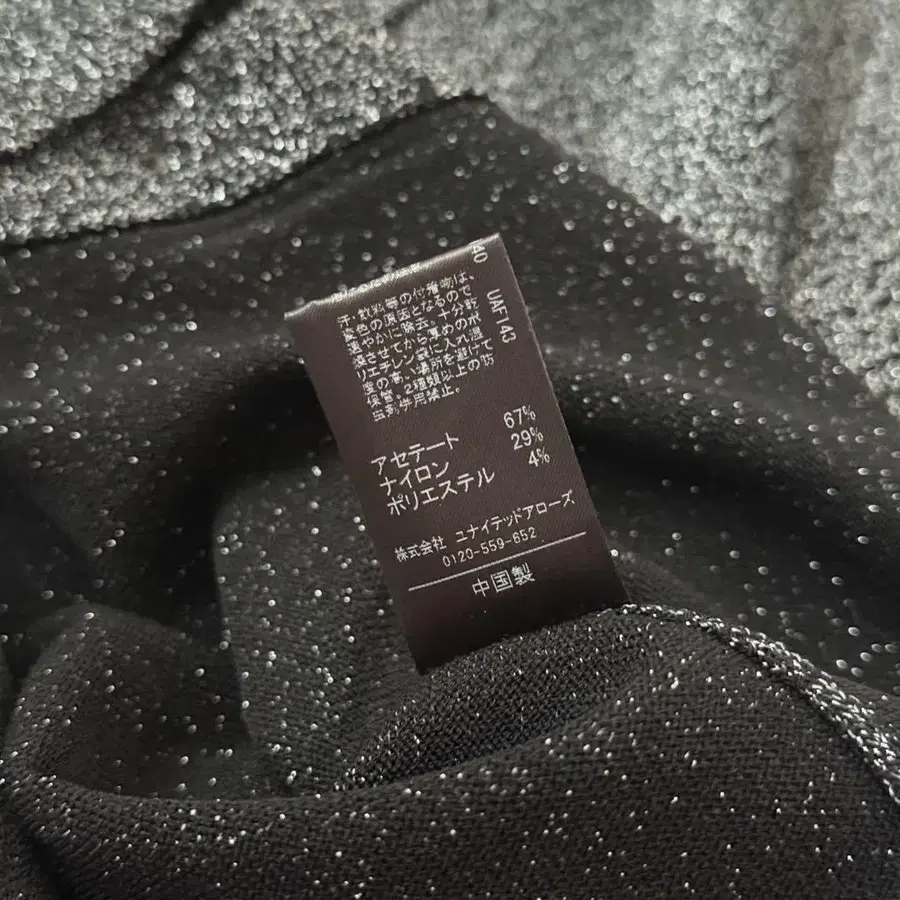 40 UAF143
汗・飲料等の付着物は、
変色の原因となるので
速やかに除去。十分乾
燥させてから厚めのポ
リエチレン袋に入れ湿
度の高い場所を避けて
保管。2種類以上の防
虫剤併用禁止。
アセテート 67%
ナイロン 29%
ポリエステル 4%
株式会社 ユナイテッドアローズ
0120-559-652
中国製